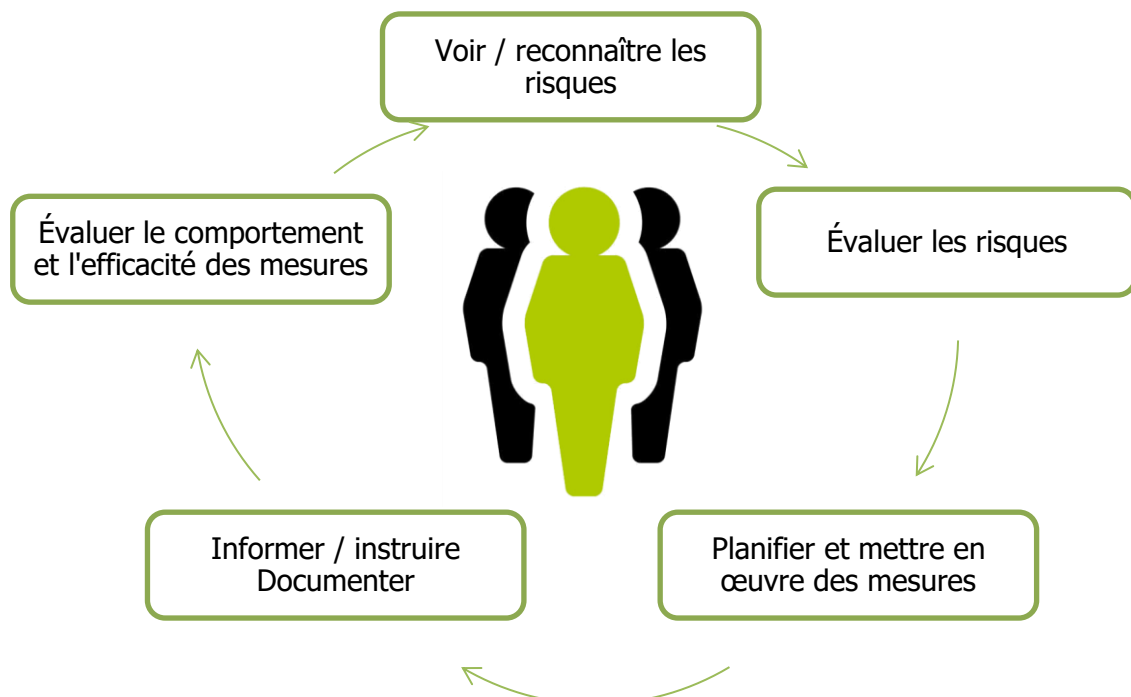 Voir / reconnaître les
risques
Évaluer les risques
Planifier et mettre en
œuvre des mesures
Informer / instruire
Documenter
Évaluer le comportement
et l'efficacité des mesures